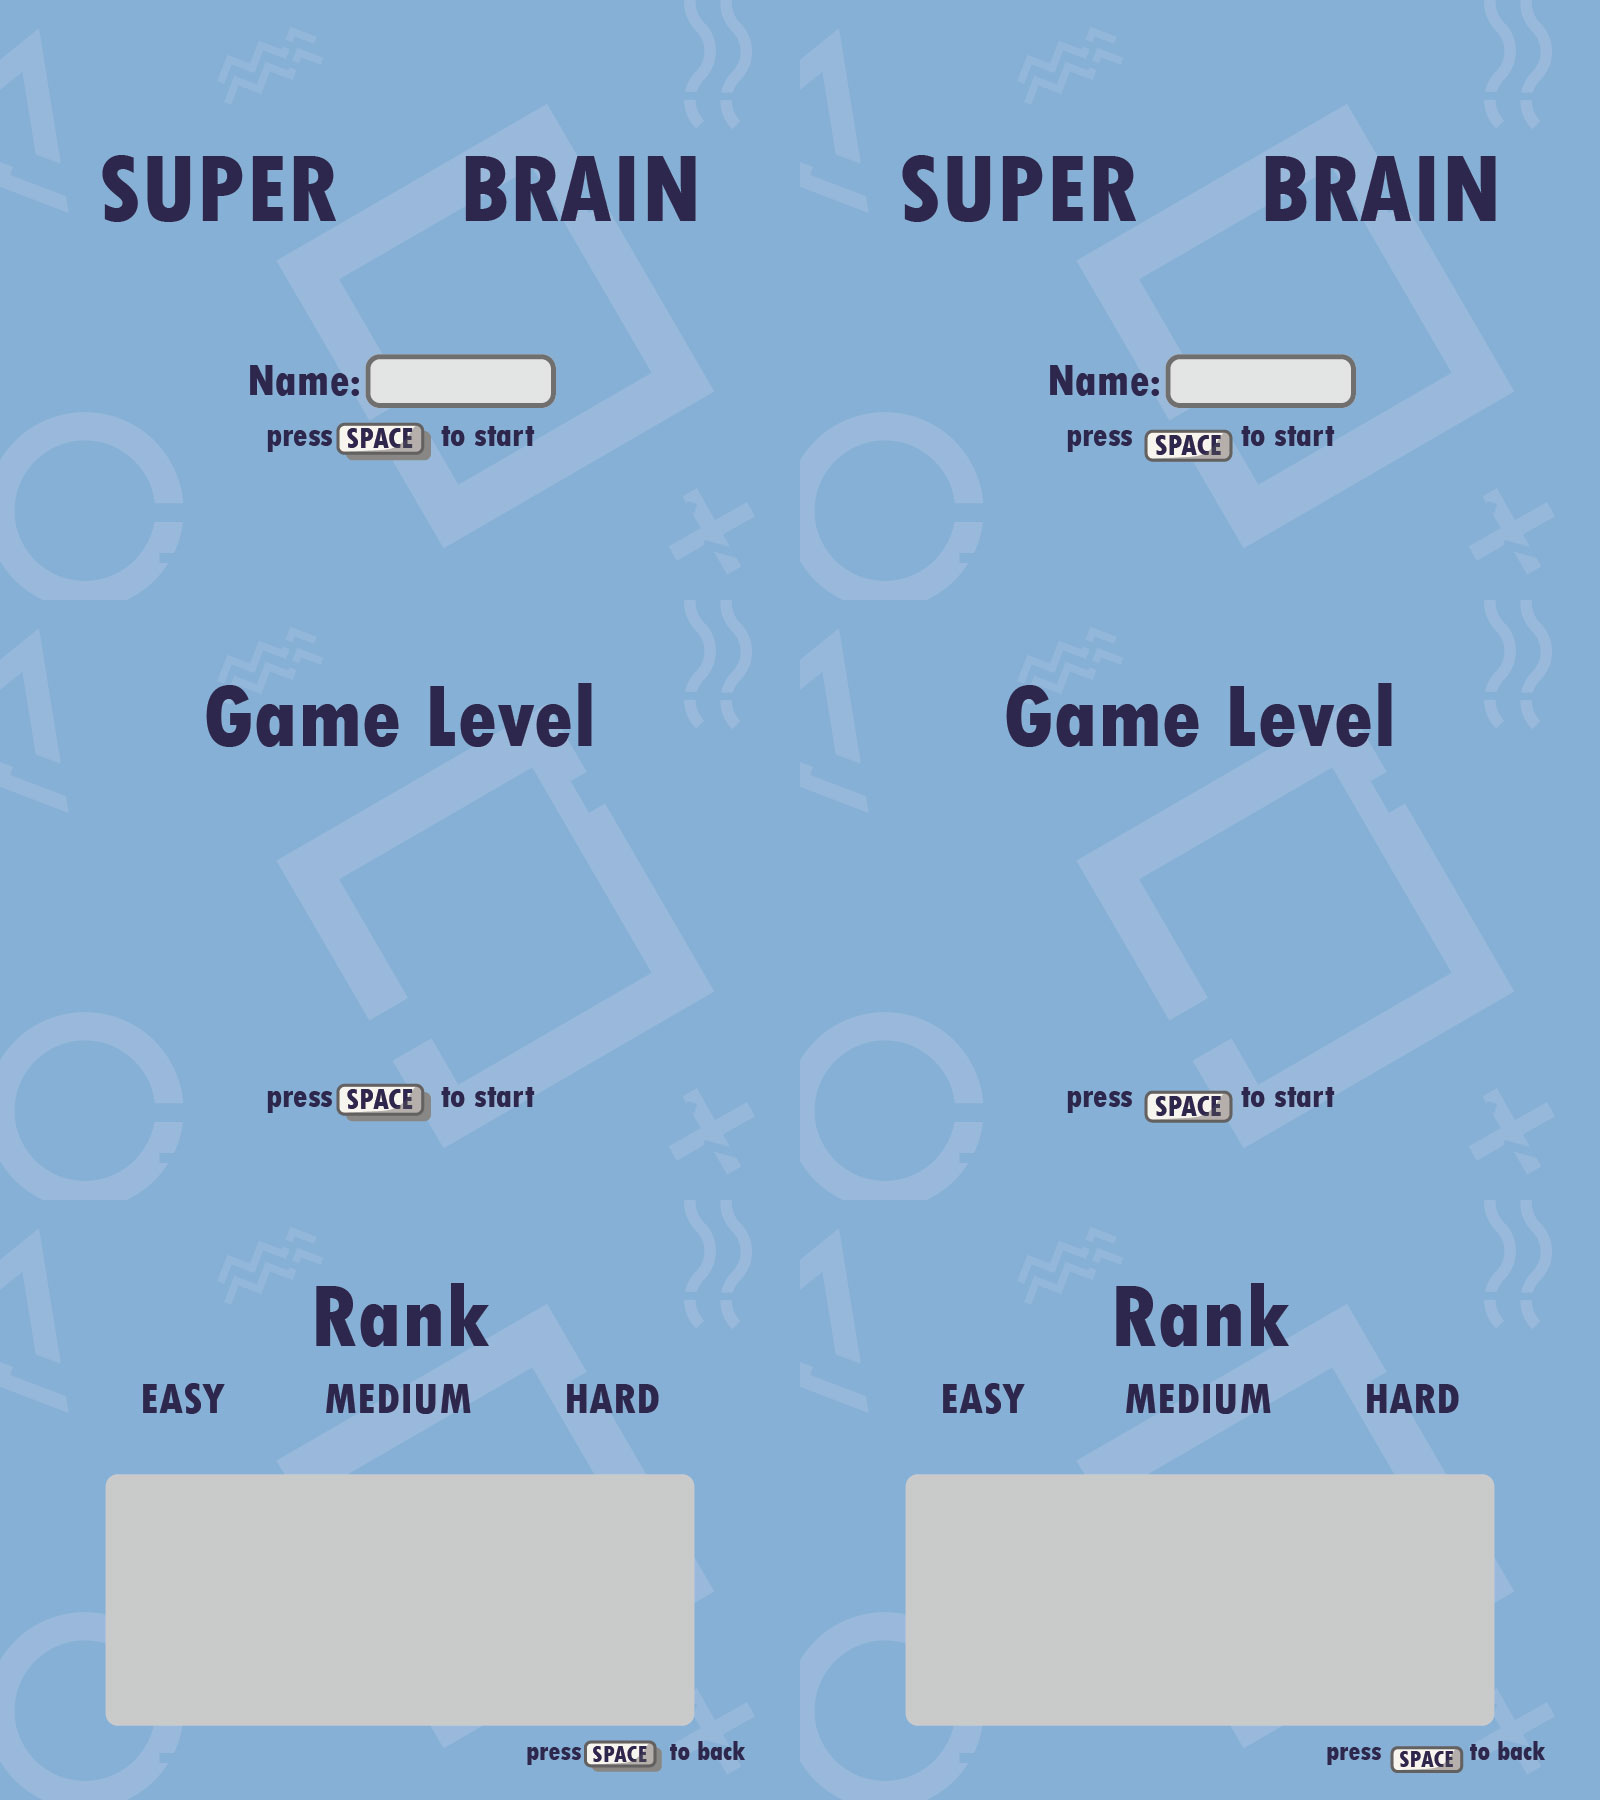 SUPER BRAIN SUPER BRAIN
Name: Name:
press SPACE to start press SPACE to start
Game Level Game Level
press SPACE to start press SPACE to start
Rank Rank
EASY MEDIUM HARD EASY MEDIUM HARD
press SPACE to back press SPACE to back